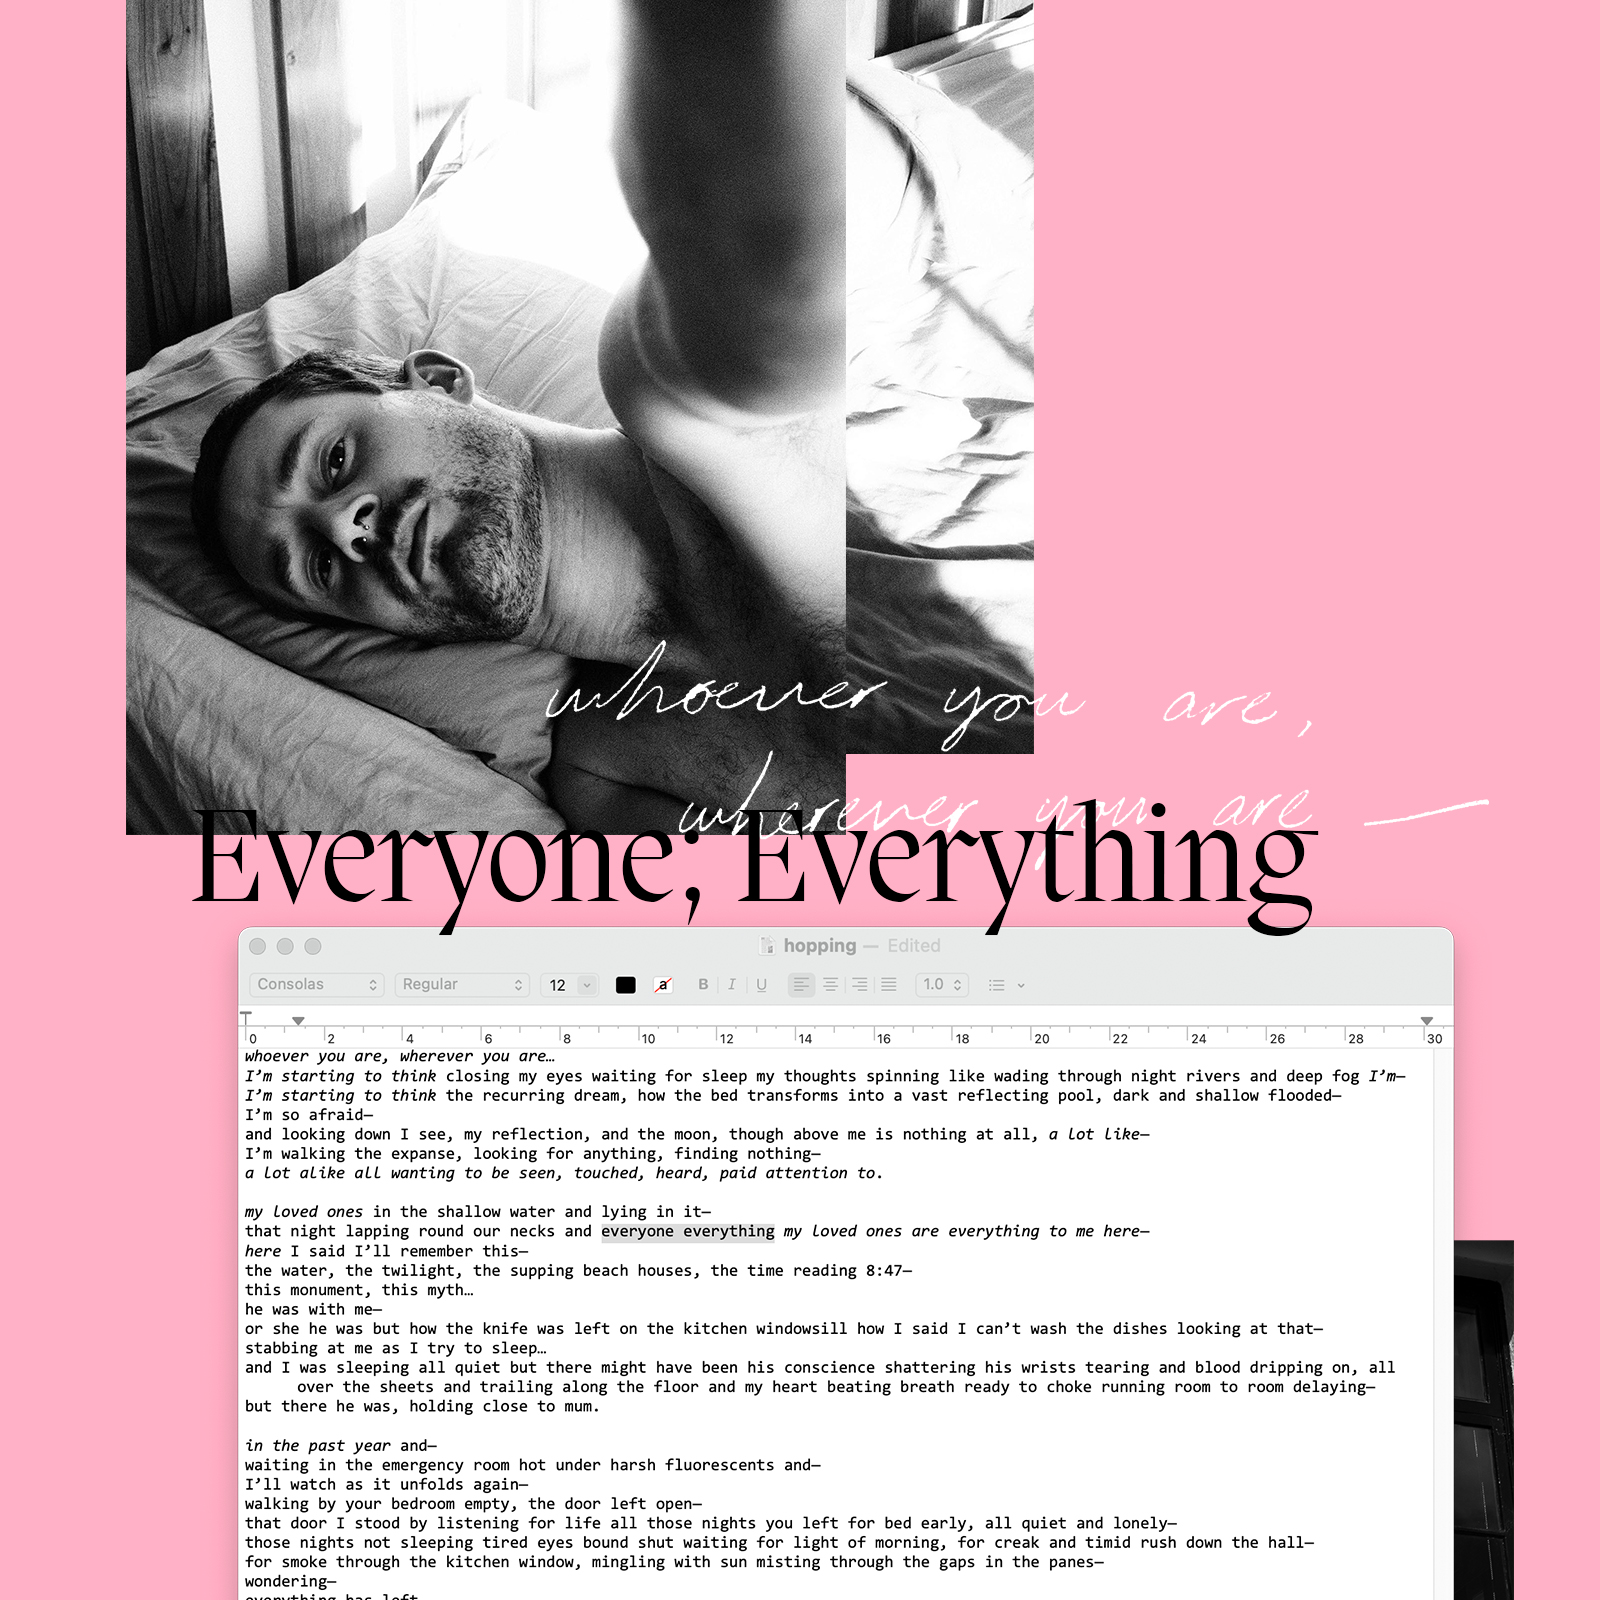 whoever you are,
wherever you are —
Everyone; Everything
hopping — Edited
Consolas Regular 12 a B I U 1.0
0 2 4 6 8 10 12 14 16 18 20 22 24 26 28 30
whoever you are, wherever you are…
I’m starting to think closing my eyes waiting for sleep my thoughts spinning like wading through night rivers and deep fog I’m—
I’m starting to think the recurring dream, how the bed transforms into a vast reflecting pool, dark and shallow flooded—
I’m so afraid—
and looking down I see, my reflection, and the moon, though above me is nothing at all, a lot like—
I’m walking the expanse, looking for anything, finding nothing—
a lot alike all wanting to be seen, touched, heard, paid attention to.
my loved ones in the shallow water and lying in it—
that night lapping round our necks and everyone everything my loved ones are everything to me here—
here I said I’ll remember this—
the water, the twilight, the supping beach houses, the time reading 8:47—
this monument, this myth…
he was with me—
or she he was but how the knife was left on the kitchen windowsill how I said I can’t wash the dishes looking at that—
stabbing at me as I try to sleep…
and I was sleeping all quiet but there might have been his conscience shattering his wrists tearing and blood dripping on, all
over the sheets and trailing along the floor and my heart beating breath ready to choke running room to room delaying—
but there he was, holding close to mum.
in the past year and—
waiting in the emergency room hot under harsh fluorescents and—
I’ll watch as it unfolds again—
walking by your bedroom empty, the door left open—
that door I stood by listening for life all those nights you left for bed early, all quiet and lonely—
those nights not sleeping tired eyes bound shut waiting for light of morning, for creak and timid rush down the hall—
for smoke through the kitchen window, mingling with sun misting through the gaps in the panes—
wondering—
everything has left